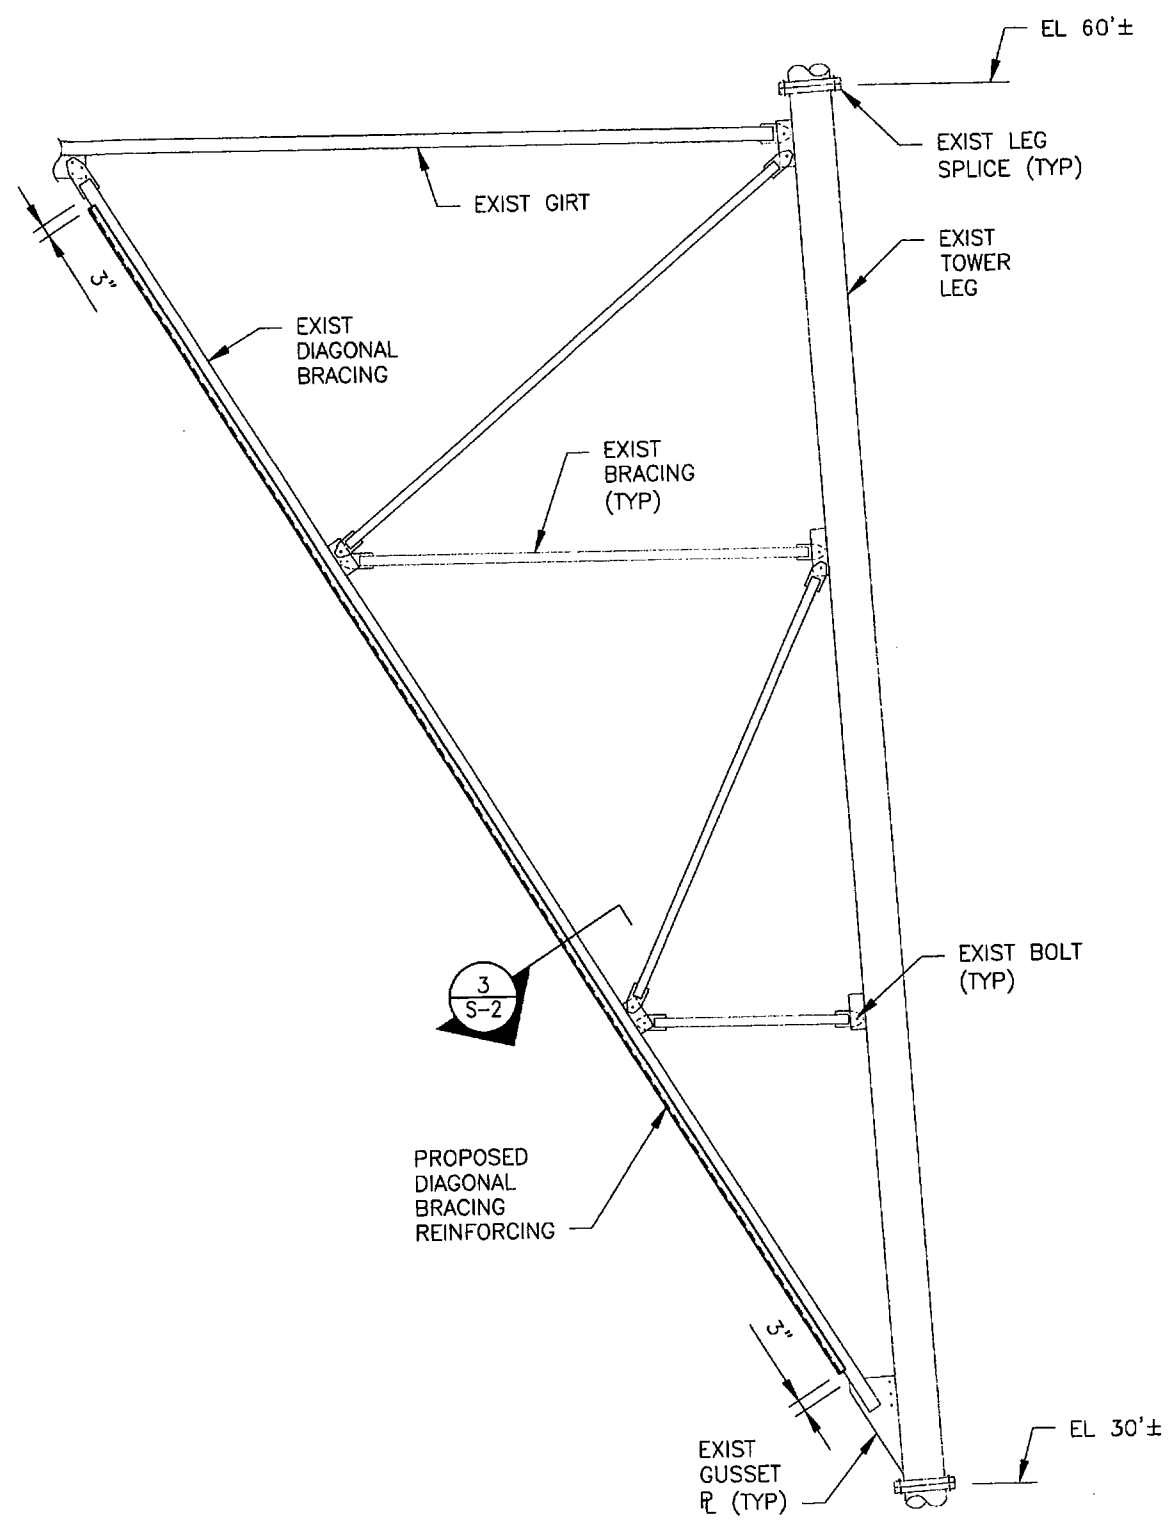 EL 60'±
EXIST LEG
SPLICE (TYP)
EXIST GIRT
EXIST
TOWER
LEG
3"
EXIST
DIAGONAL
BRACING
EXIST
BRACING
(TYP)
EXIST BOLT
(TYP)
3
S-2
PROPOSED
DIAGONAL
BRACING
REINFORCING
3"
EL 30'±
EXIST
GUSSET
℄ (TYP)